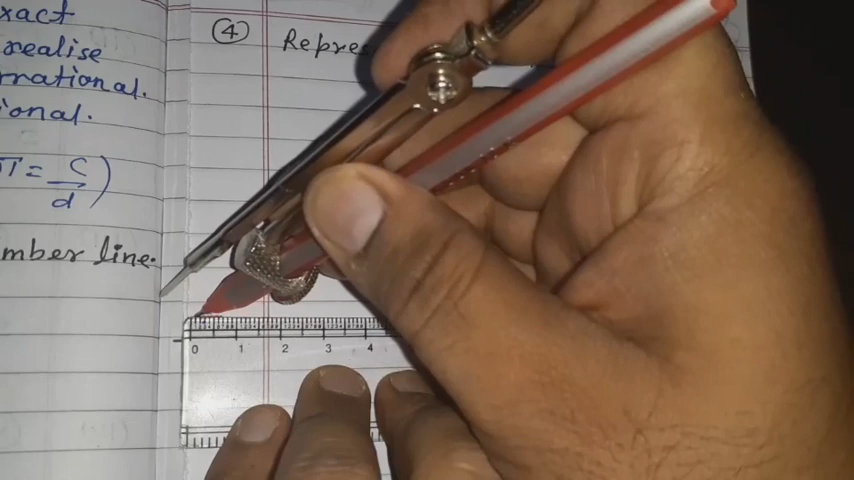 xact
realise
rrational.
ional.
π = C/d)
mber line.
④ Repres
0 1 2 3 4